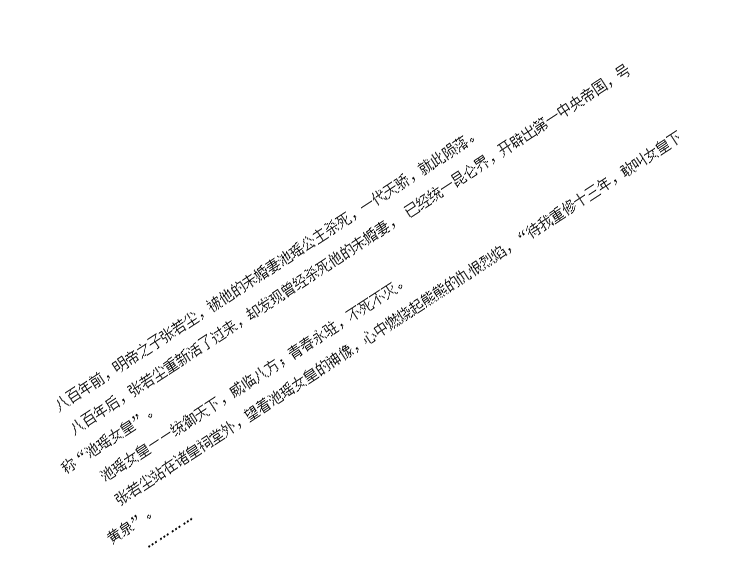 八百年前，明帝之子张若尘，被他的未婚妻池瑶公主杀死，一代天骄，就此陨落。
八百年后，张若尘重新活了过来，却发现曾经杀死他的未婚妻，已经统一昆仑界，开辟出第一中央帝国，号
称“池瑶女皇”。
池瑶女皇——统御天下，威临八方；青春永驻，不死不灭。
张若尘站在诸皇祠堂外，望着池瑶女皇的神像，心中燃烧起熊熊的仇恨烈焰，“待我重修十三年，敢叫女皇下
黄泉”。
…………